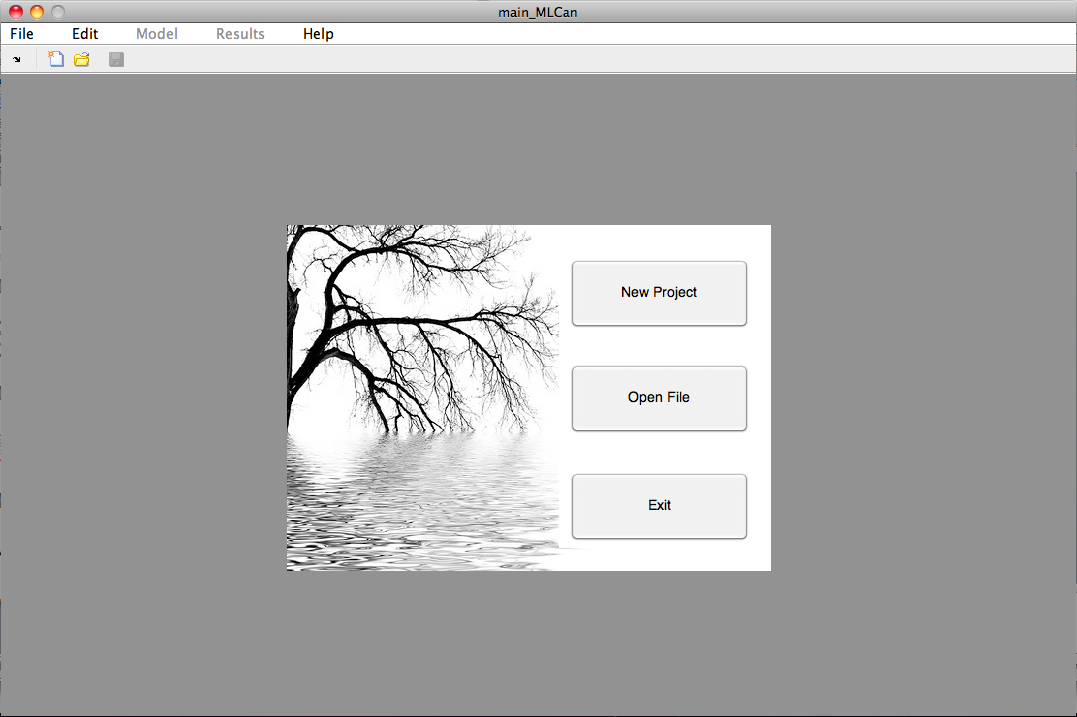 main_MLCan
File Edit Model Results Help
New Project
Open File
Exit